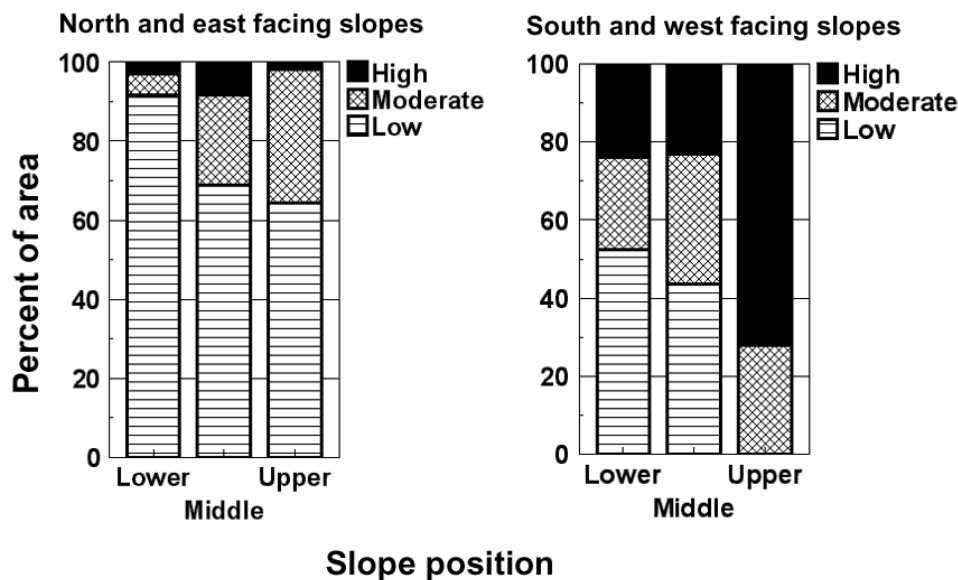 North and east facing slopes
South and west facing slopes
Percent of area
100
80
60
40
20
0
High
Moderate
Low
Lower
Upper
Middle
100
80
60
40
20
0
High
Moderate
Low
Lower
Upper
Middle
Slope position